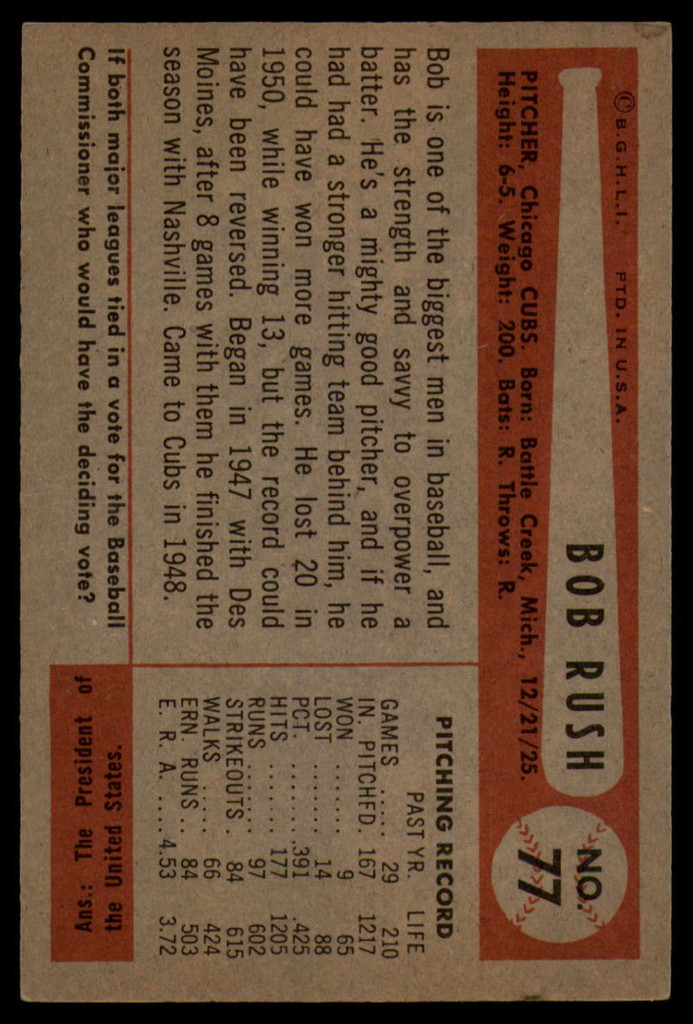 © B.G.H.L.I. PTD. IN U.S.A.
BOB RUSH
NO.
77
PITCHER, Chicago CUBS. Born: Battle Creek, Mich., 12/21/25.
Height: 6-5. Weight: 200. Bats: R. Throws: R.
Bob is one of the biggest men in baseball, and
has the strength and savvy to overpower a
batter. He's a mighty good pitcher, and if he
had had a stronger hitting team behind him, he
could have won more games. He lost 20 in
1950, while winning 13, but the record could
have been reversed. Began in 1947 with Des
Moines, after 8 games with them he finished the
season with Nashville. Came to Cubs in 1948.
PITCHING RECORD
PAST YR. LIFE
GAMES ..... 29 210
IN. PITCHED. 167 1217
WON ....... 9 65
LOST ....... 14 88
PCT. ........ .391 .425
HITS ....... 177 1205
RUNS ...... 97 602
STRIKEOUTS . 84 615
WALKS ..... 66 424
ERN. RUNS .. 84 503
E. R. A. .... 4.53 3.72
If both major leagues tied in a vote for the Baseball
Commissioner who would have the deciding vote?
Ans.: The President of
the United States.